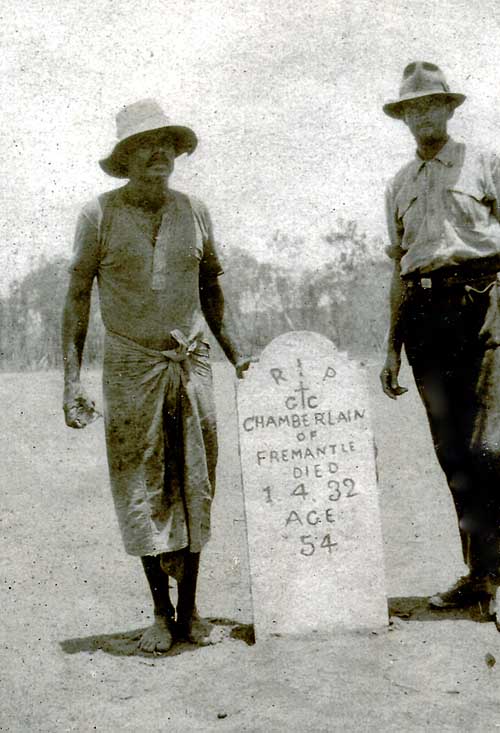 R I P
G C
CHAMBERLAIN
OF
FREMANTLE
DIED
1 4. 32
AGE
54